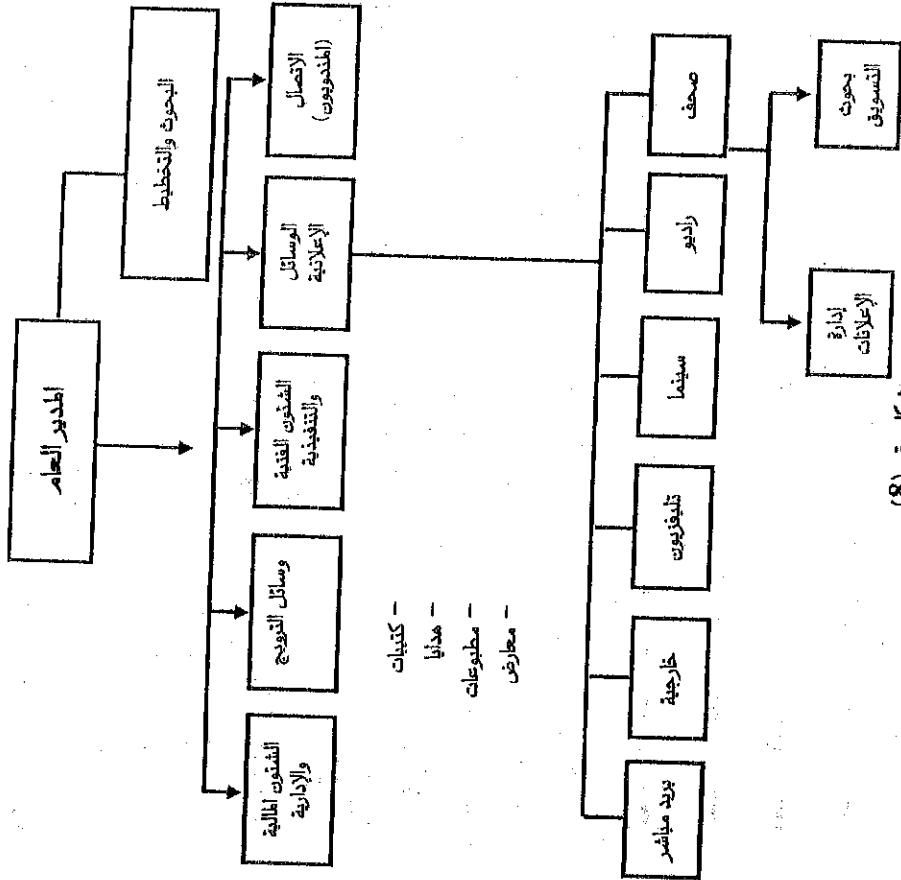 المدير العام
البحوث والتخطيط
الاتصال
(المندوبون)
الوسائل
الإعلانية
الشئون الفنية
والتنفيذية
وسائل الترويج
الشئون المالية
والإدارية
- كتيبات
- هدايا
- مطبوعات
- معارض
صحف
راديو
سينما
تليفزيون
خارجية
بريد مباشر
بحوث
التسويق
إدارة
الإعلانات
(8)